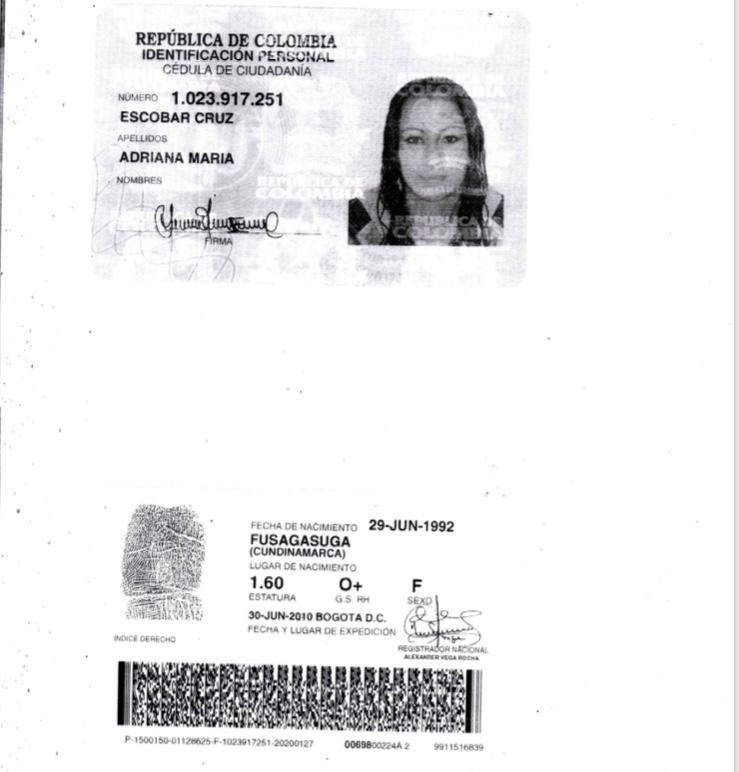 REPÚBLICA DE COLOMBIA
IDENTIFICACIÓN PERSONAL
CÉDULA DE CIUDADANÍA
NÚMERO 1.023.917.251
ESCOBAR CRUZ
APELLIDOS
ADRIANA MARIA
NOMBRES
REPÚBLICA DE
COLOMBIA
FIRMA
REPÚBLICA DE
COLOMBIA
FECHA DE NACIMIENTO 29-JUN-1992
FUSAGASUGA
(CUNDINAMARCA)
LUGAR DE NACIMIENTO
1.60 O+ F
ESTATURA G.S. RH SEXO
30-JUN-2010 BOGOTA D.C.
FECHA Y LUGAR DE EXPEDICIÓN
INDICE DERECHO
REGISTRADOR NACIONAL
ALEXANDER VEGA ROCHA
P-1500150-01128625-F-1023917251-20200127 0069800224A 2 9911516839